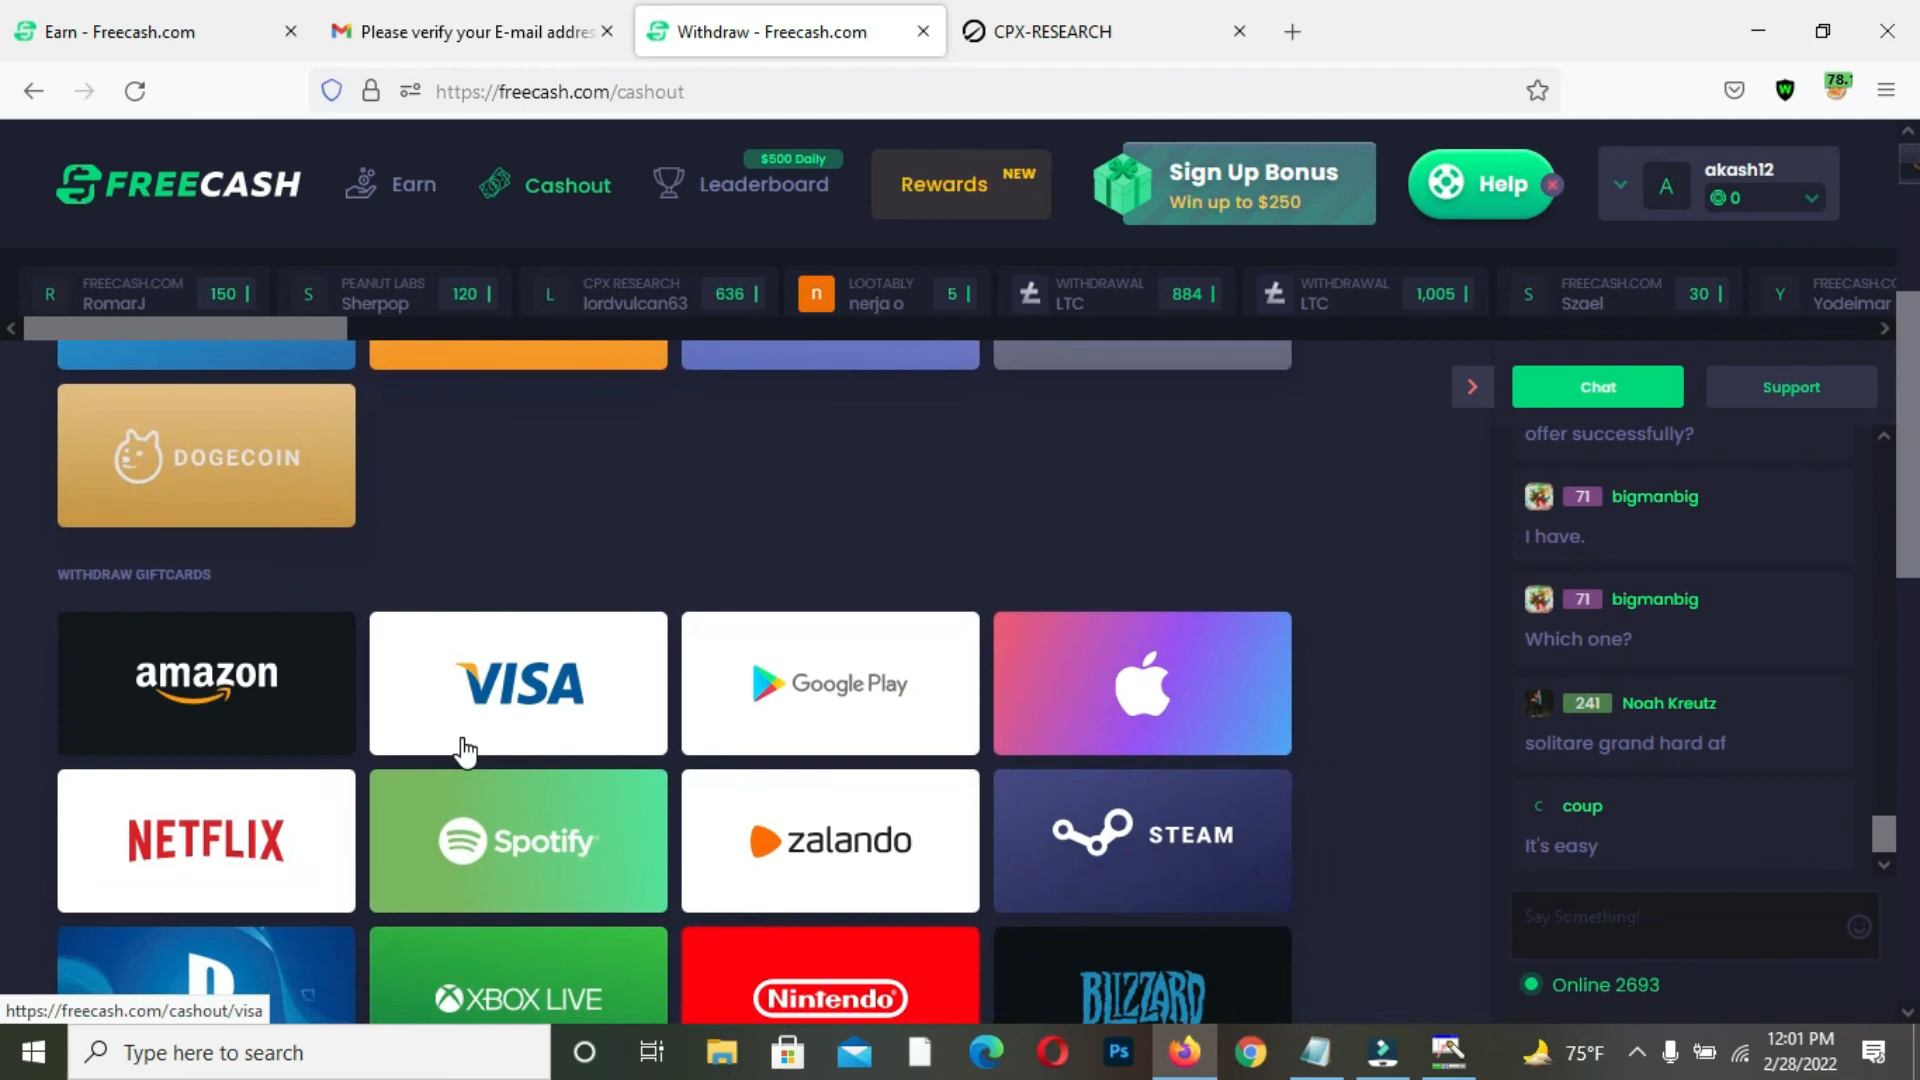 Earn - Freecash.com
Please verify your E-mail addres
Withdraw - Freecash.com
CPX-RESEARCH
https://freecash.com/cashout
78.
FREECASH
Earn
Cashout
$500 Daily
Leaderboard
Rewards
NEW
Sign Up Bonus
Win up to $250
Help
A
akash12
0
R
FREECASH.COM
RomarJ
150
S
PEANUT LABS
Sherpop
120
L
CPX RESEARCH
lordvulcan63
636
n
LOOTABLY
nerja o
5
WITHDRAWAL
LTC
884
WITHDRAWAL
LTC
1,005
S
FREECASH.COM
Szael
30
Y
FREECASH.CO
Yodeimar
DOGECOIN
WITHDRAW GIFTCARDS
amazon
VISA
Google Play
NETFLIX
Spotify
zalando
STEAM
XBOX LIVE
Nintendo
BLIZZARD
Chat
Support
offer successfully?
71 bigmanbig
I have.
71 bigmanbig
Which one?
241 Noah Kreutz
solitare grand hard af
C coup
It's easy
Say Something!
Online 2693
https://freecash.com/cashout/visa
Type here to search
Ps
75°F
12:01 PM
2/28/2022